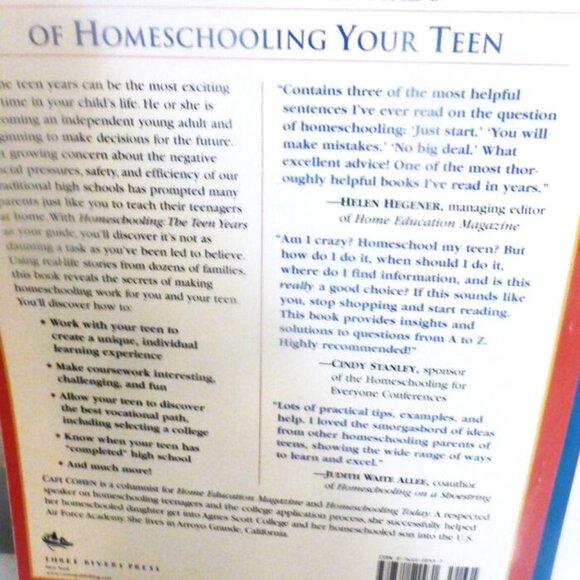 OF HOMESCHOOLING YOUR TEEN
he teen years can be the most exciting
time in your child's life. He or she is
oming an independent young adult and
ginning to make decisions for the future.
t growing concern about the negative
cial pressures, safety, and efficiency of our
raditional high schools has prompted many
parents just like you to teach their teenagers
at home. With Homeschooling: The Teen Years
as your guide, you'll discover it's not as
daunting a task as you've been led to believe.
Using real-life stories from dozens of families,
this book reveals the secrets of making
homeschooling work for you and your teen.
You'll discover how to:
• Work with your teen to
create a unique, individual
learning experience
• Make coursework interesting,
challenging, and fun
• Allow your teen to discover
the best vocational path,
including selecting a college
• Know when your teen has
"completed" high school
• And much more!
"Contains three of the most helpful
sentences I've ever read on the question
of homeschooling: 'Just start.' 'You will
make mistakes.' 'No big deal.' What
excellent advice! One of the most thor-
oughly helpful books I've read in years."
—HELEN HEGENER, managing editor
of Home Education Magazine
"Am I crazy? Homeschool my teen? But
how do I do it, when should I do it,
where do I find information, and is this
really a good choice? If this sounds like
you, stop shopping and start reading.
This book provides insights and
solutions to questions from A to Z.
Highly recommended!"
—CINDY STANLEY, sponsor
of the Homeschooling for
Everyone Conferences
"Lots of practical tips, examples, and
help. I loved the smorgasbord of ideas
from other homeschooling parents of
teens, showing the wide range of ways
to learn and excel."
—JUDITH WAITE ALLEE, coauthor
of Homeschooling on a Shoestring
CAFI COHEN is a columnist for Home Education Magazine and Homeschooling Today. A respected
speaker on homeschooling teenagers and the college application process, she successfully helped
her homeschooled daughter get into Agnes Scott College and her homeschooled son into the U.S.
Air Force Academy. She lives in Arroyo Grande, California.
THREE RIVERS PRESS
New York